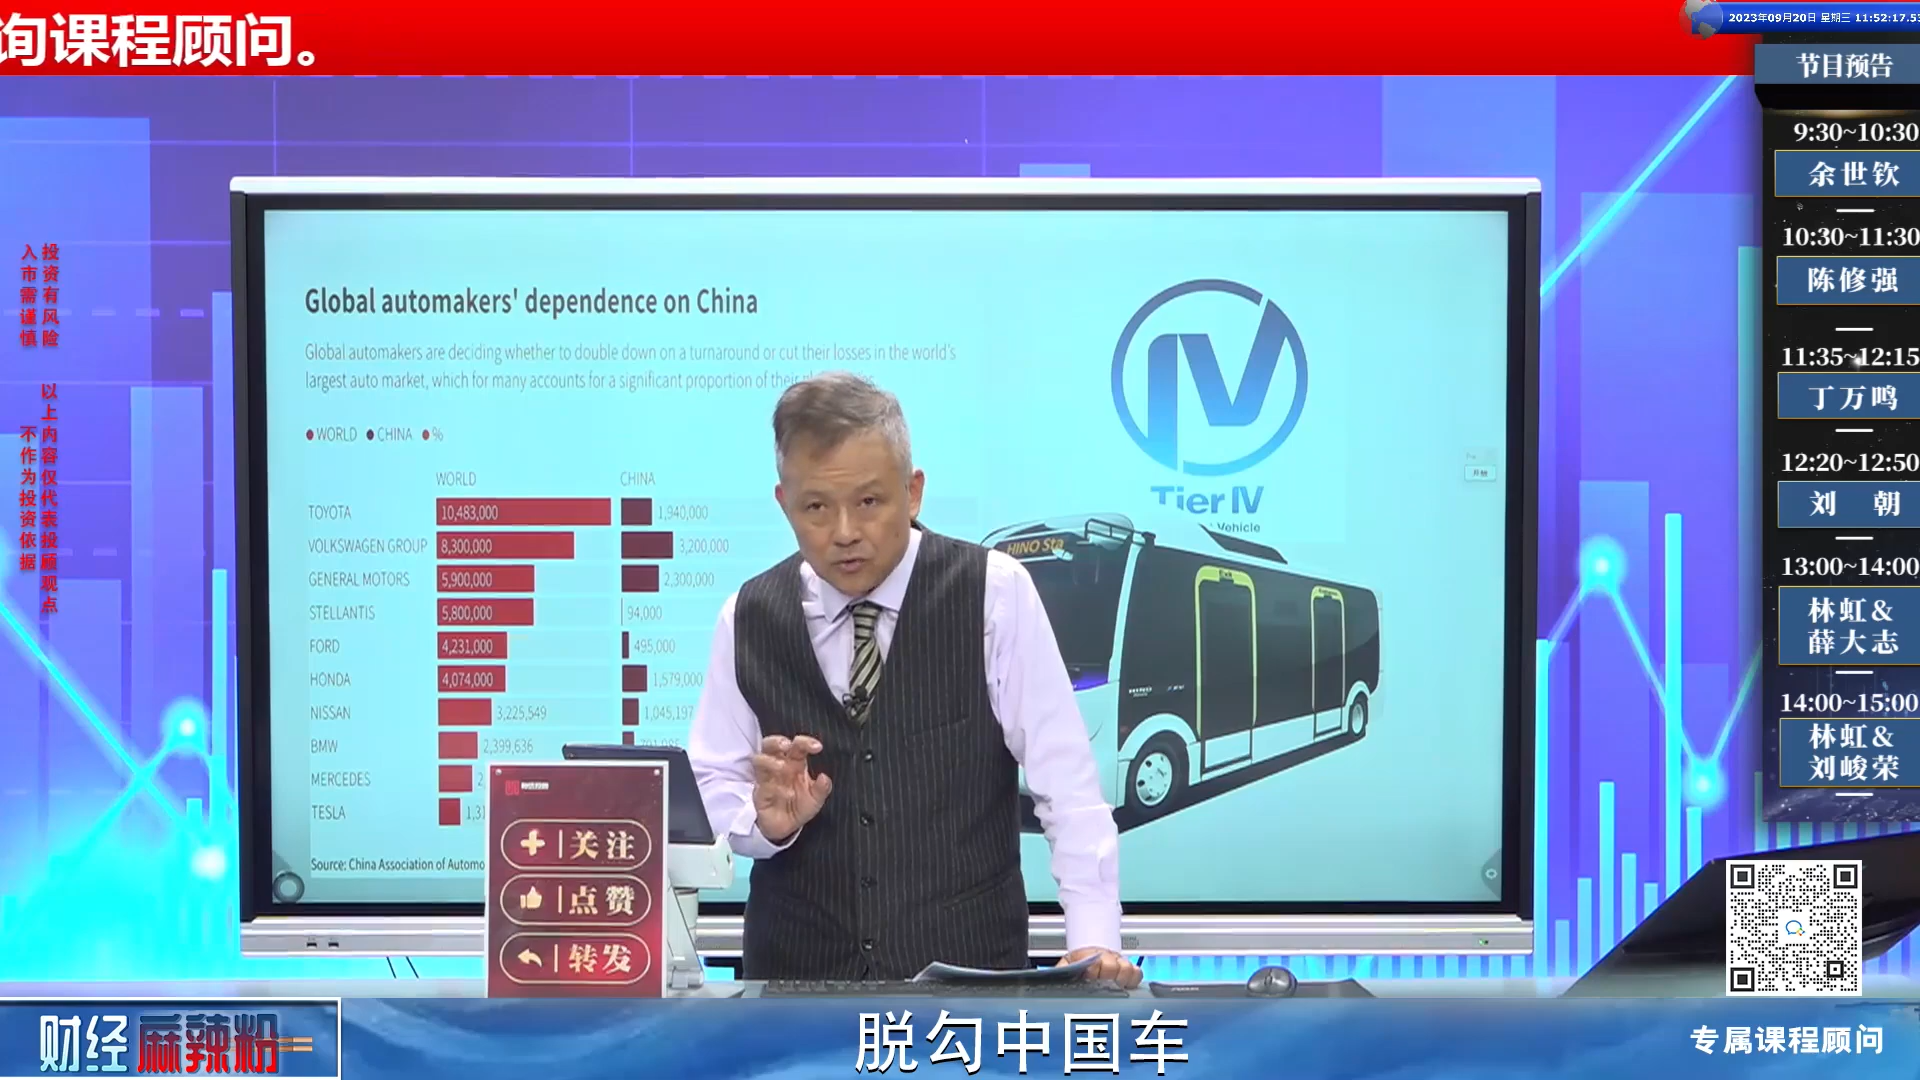 询课程顾问。
2023年09月20日 星期三 11:52:17.53
节目预告
9:30~10:30
余世钦
10:30~11:30
陈修强
11:35~12:15
丁万鸣
12:20~12:50
刘 朝
13:00~14:00
林虹&
薛大志
14:00~15:00
林虹&
刘峻荣
投资有风险
入市需谨慎
以上内容仅代表投顾观点
不作为投资依据
Global automakers' dependence on China
Global automakers are deciding whether to double down on a turnaround or cut their losses in the world's
largest auto market, which for many accounts for a significant proportion of their
WORLD CHINA %
WORLD CHINA
TOYOTA 10,483,000 1,940,000
VOLKSWAGEN GROUP 8,300,000 3,200,000
GENERAL MOTORS 5,900,000 2,300,000
STELLANTIS 5,800,000 94,000
FORD 4,231,000 495,000
HONDA 4,074,000 1,579,000
NISSAN 3,225,549 1,045,197
BMW 2,399,636
MERCEDES 2
TESLA 1,31
Source: China Association of Automo
IV
Tier IV
Vehicle
HINO Sta
开始
关注
点赞
转发
财经麻辣粉
脱勾中国车
专属课程顾问